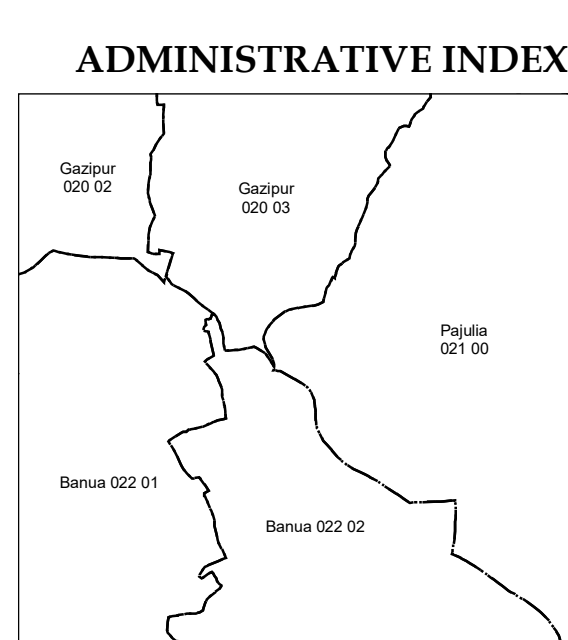 ADMINISTRATIVE INDEX
Gazipur
020 02
Gazipur
020 03
Pajulia
021 00
Banua 022 01
Banua 022 02